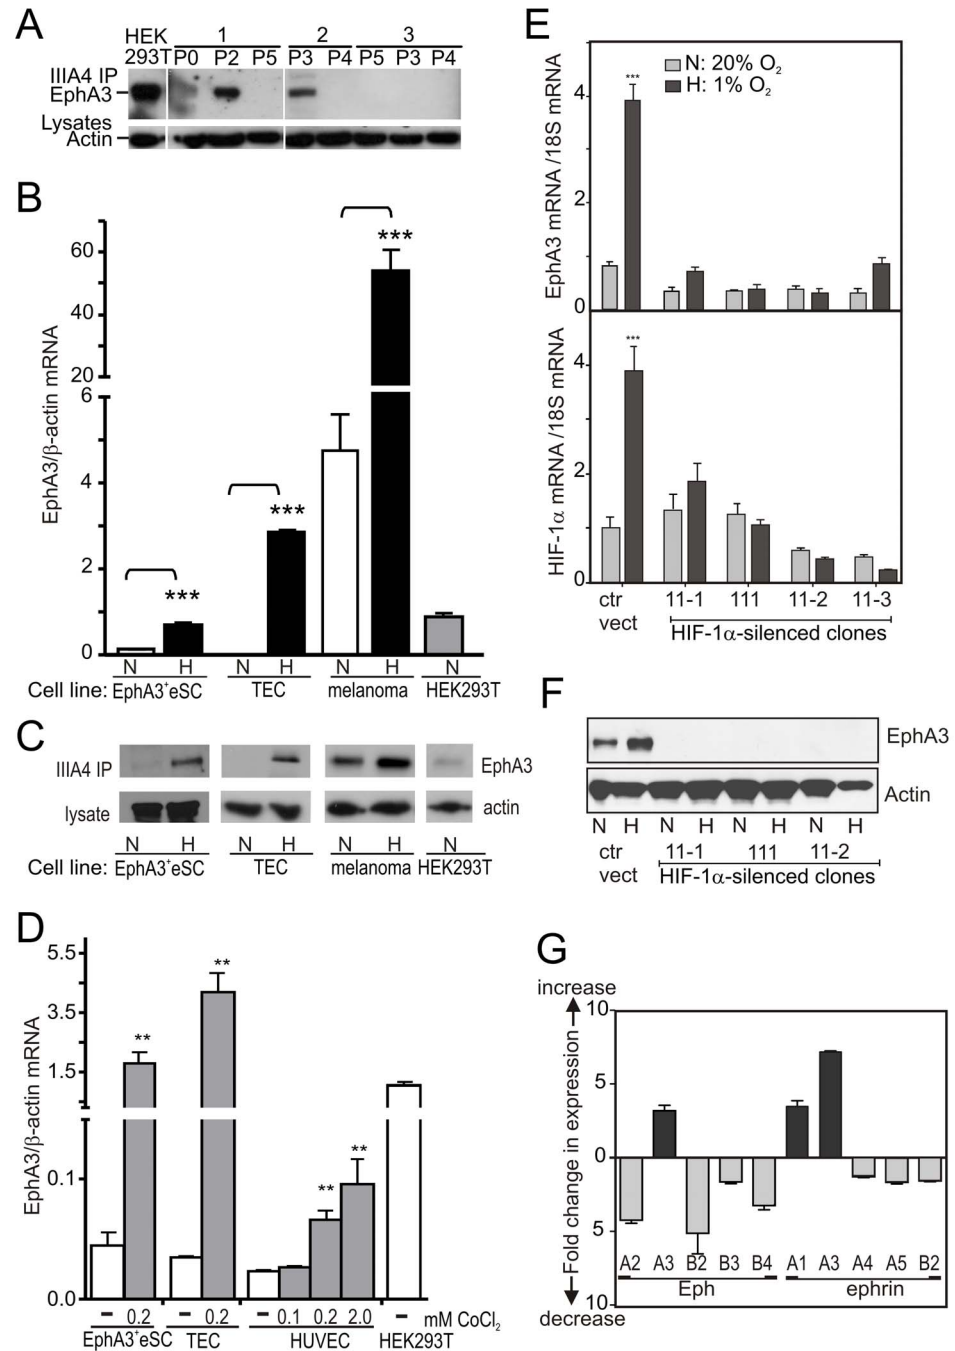 A
HEK 1 2 3
293T P0 P2 P5 P3 P4 P5 P3 P4
IIIA4 IP
EphA3
Lysates
Actin
B
EphA3/β-actin mRNA
60
40
20
6
4
2
0
***
***
***
N H N H N H N
Cell line: EphA3⁺eSC TEC melanoma HEK293T
C
IIIA4 IP EphA3
lysate actin
N H N H N H N
Cell line: EphA3⁺eSC TEC melanoma HEK293T
D
EphA3/β-actin mRNA
5.5
3.5
1.5
0.1
0.0
**
**
**
**
– 0.2 – 0.2 – 0.1 0.2 2.0 – mM CoCl₂
EphA3⁺eSC TEC HUVEC HEK293T
E
N: 20% O₂
H: 1% O₂
EphA3 mRNA /18S mRNA
4
2
0
***
HIF-1α mRNA /18S mRNA
4
2
0
***
ctr 11-1 111 11-2 11-3
vect HIF-1α-silenced clones
F
EphA3
Actin
N H N H N H N H
ctr 11-1 111 11-2
vect HIF-1α-silenced clones
G
increase
Fold change in expression
decrease
10
5
0
5
10
A2 A3 B2 B3 B4 A1 A3 A4 A5 B2
Eph ephrin